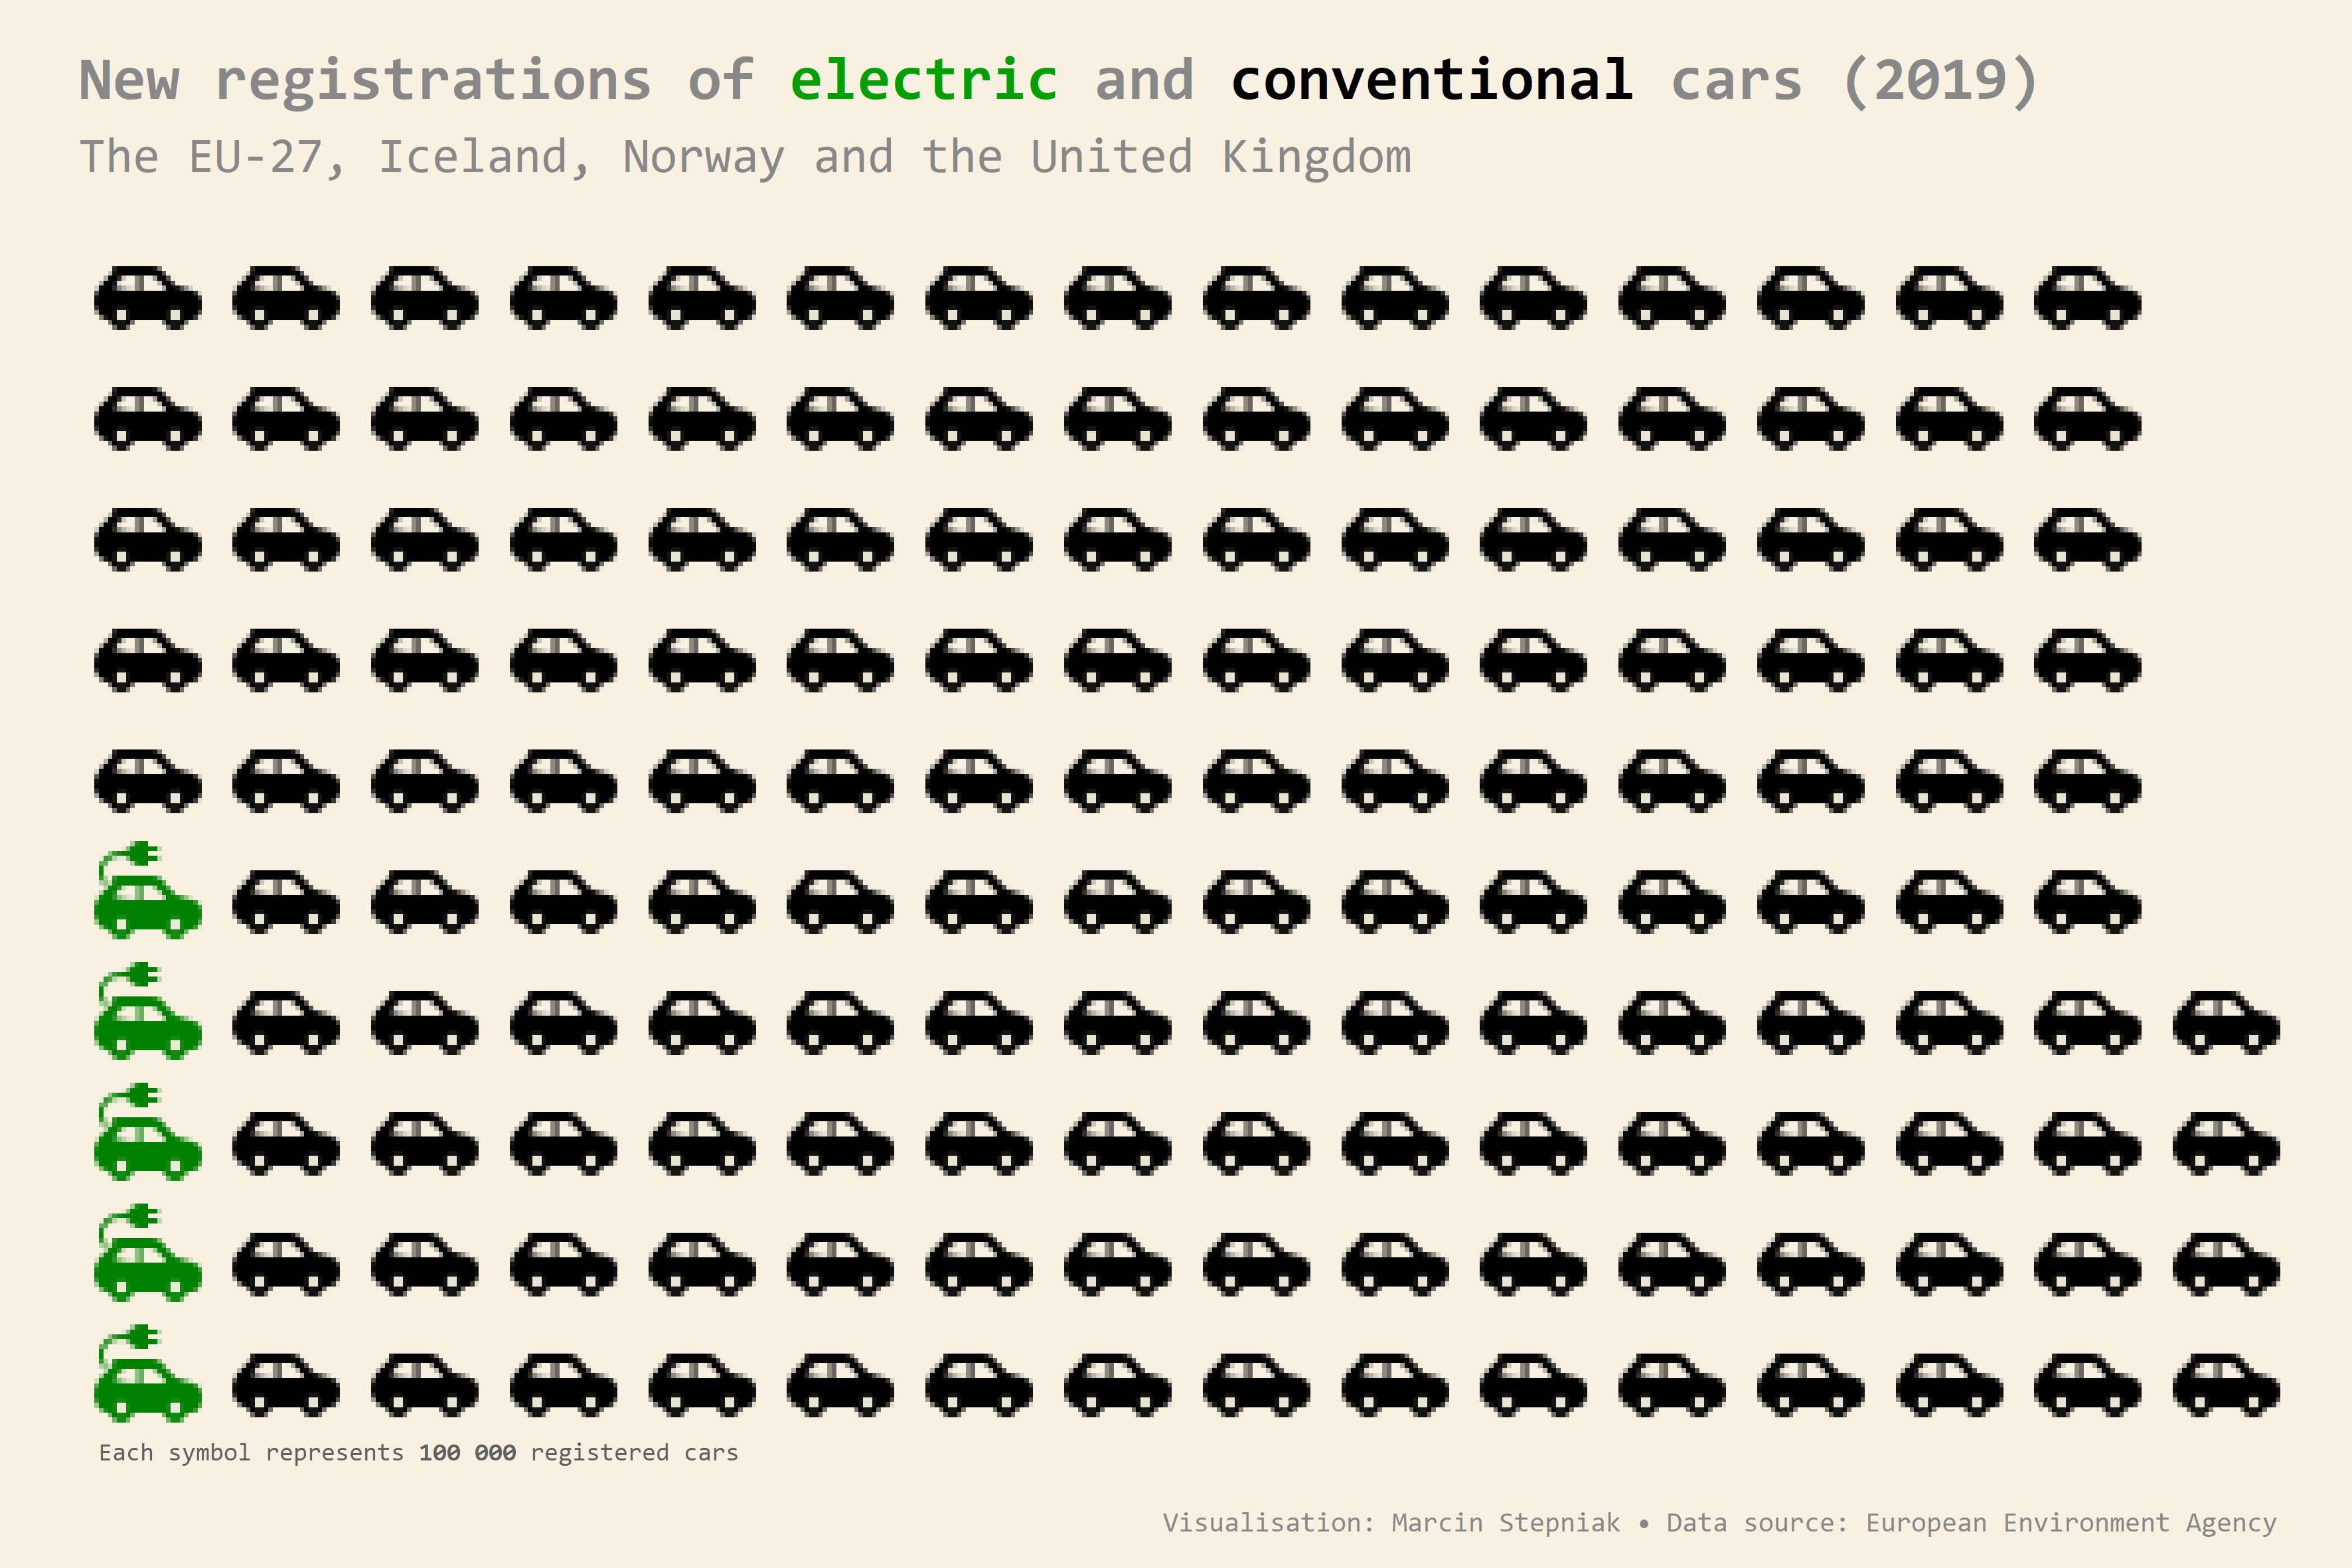 New registrations of electric and conventional cars (2019)
The EU-27, Iceland, Norway and the United Kingdom
Each symbol represents 100 000 registered cars
Visualisation: Marcin Stepniak • Data source: European Environment Agency